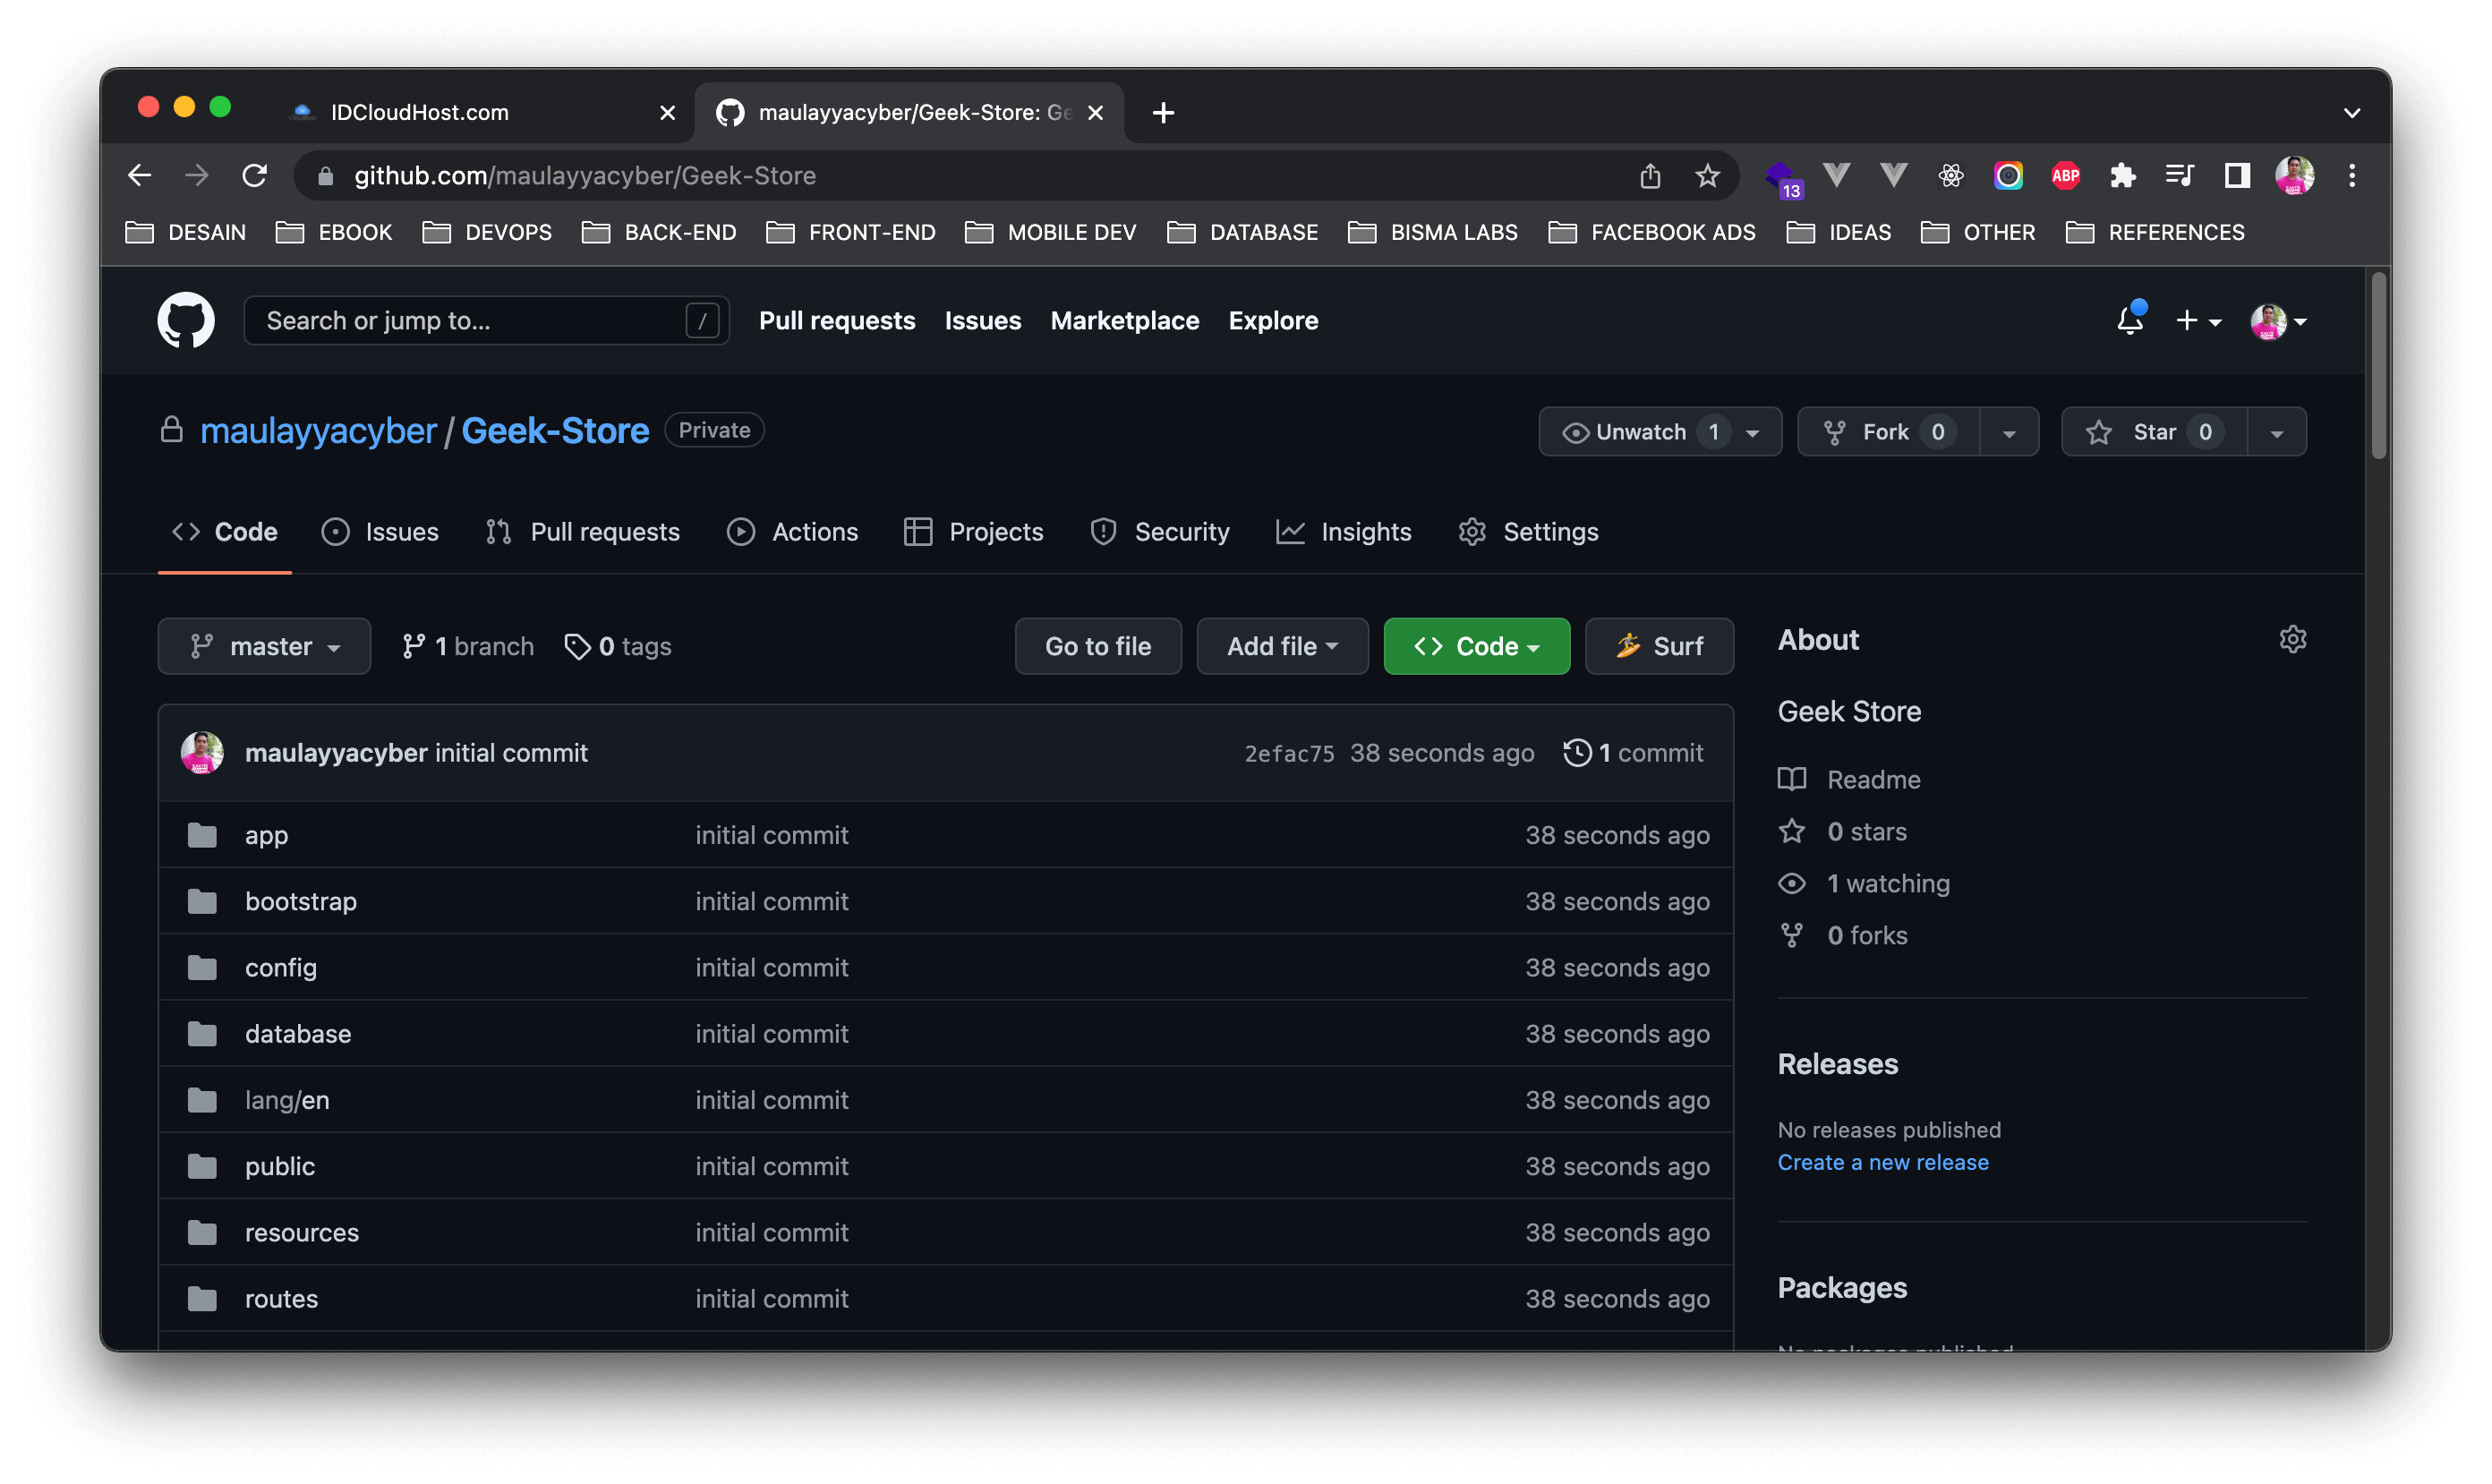 IDCloudHost.com
maulayyacyber/Geek-Store: Ge
github.com/maulayyacyber/Geek-Store
13
ABP
DESAIN EBOOK DEVOPS BACK-END FRONT-END MOBILE DEV DATABASE BISMA LABS FACEBOOK ADS IDEAS OTHER REFERENCES
Search or jump to... / Pull requests Issues Marketplace Explore
maulayyacyber / Geek-Store Private
Unwatch 1 Fork 0 Star 0
Code Issues Pull requests Actions Projects Security Insights Settings
master 1 branch 0 tags Go to file Add file Code Surf
maulayyacyber initial commit 2efac75 38 seconds ago 1 commit
app initial commit 38 seconds ago
bootstrap initial commit 38 seconds ago
config initial commit 38 seconds ago
database initial commit 38 seconds ago
lang/en initial commit 38 seconds ago
public initial commit 38 seconds ago
resources initial commit 38 seconds ago
routes initial commit 38 seconds ago
About
Geek Store
Readme
0 stars
1 watching
0 forks
Releases
No releases published
Create a new release
Packages
No packages published